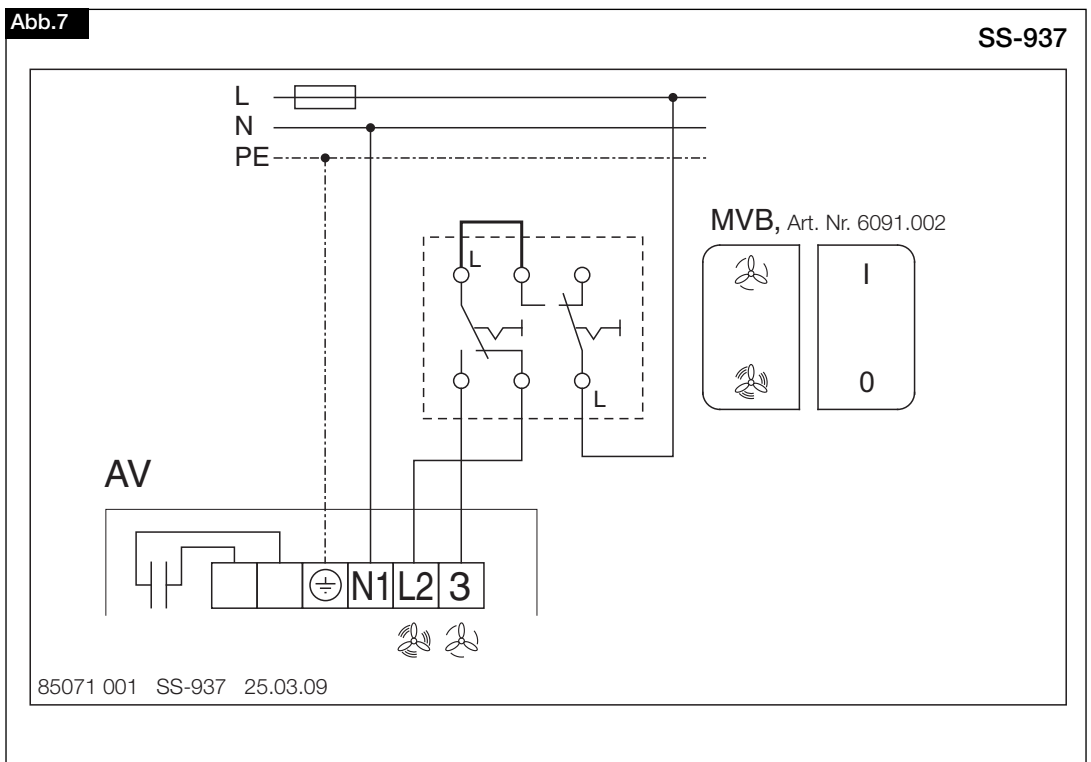 Abb.7
SS-937
L
N
PE
MVB, Art. Nr. 6091.002
L
I
0
L
AV
N1 L2 3
85071 001 SS-937 25.03.09